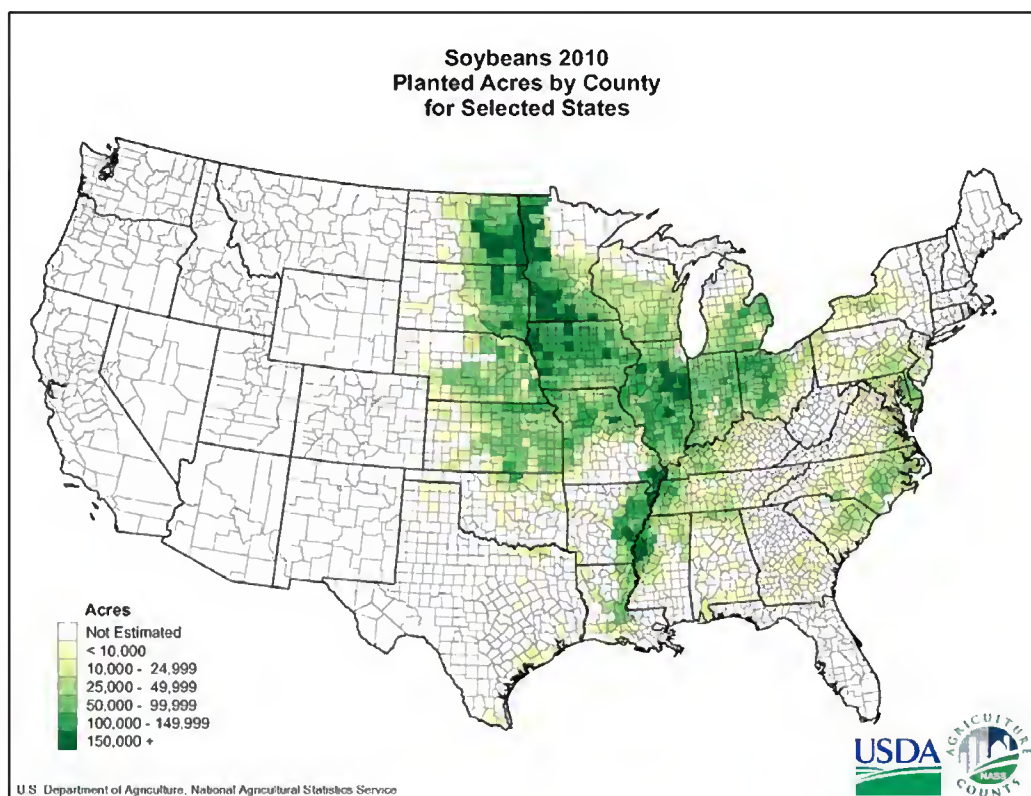 Soybeans 2010
Planted Acres by County
for Selected States
Acres
Not Estimated
< 10,000
10,000 - 24,999
25,000 - 49,999
50,000 - 99,999
100,000 - 149,999
150,000 +
USDA
AGRICULTURE
NASS
COUNTS
U.S. Department of Agriculture, National Agricultural Statistics Service